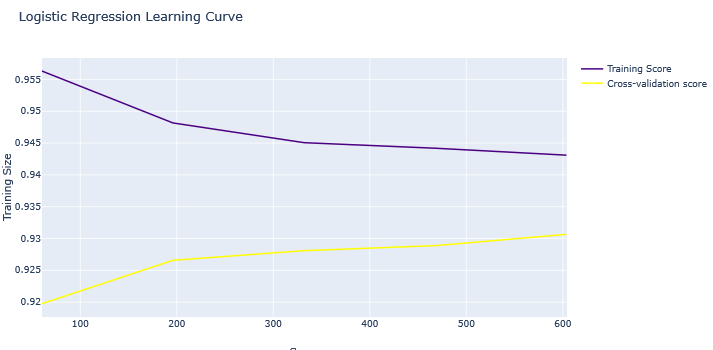 Logistic Regression Learning Curve
Training Score
Cross-validation score
0.955
0.95
0.945
0.94
0.935
0.93
0.925
0.92
Training Size
100 200 300 400 500 600